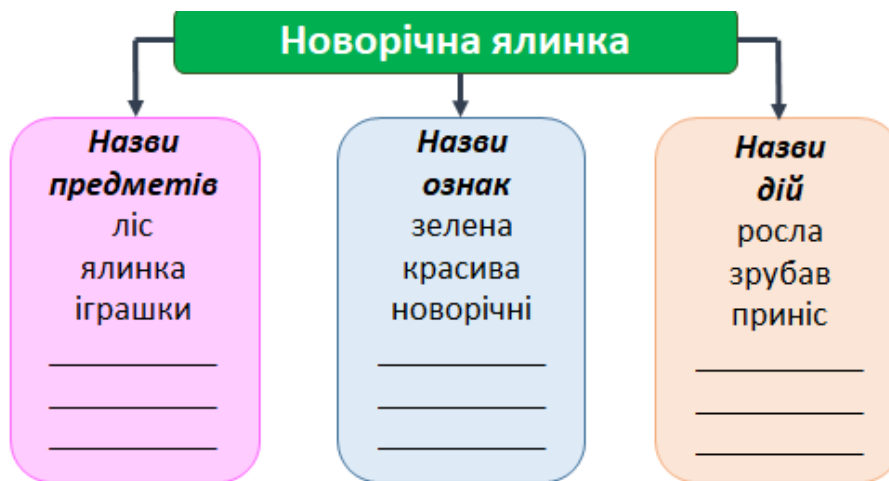 Новорічна ялинка
Назви
предметів
ліс
ялинка
іграшки
Назви
ознак
зелена
красива
новорічні
Назви
дій
росла
зрубав
приніс